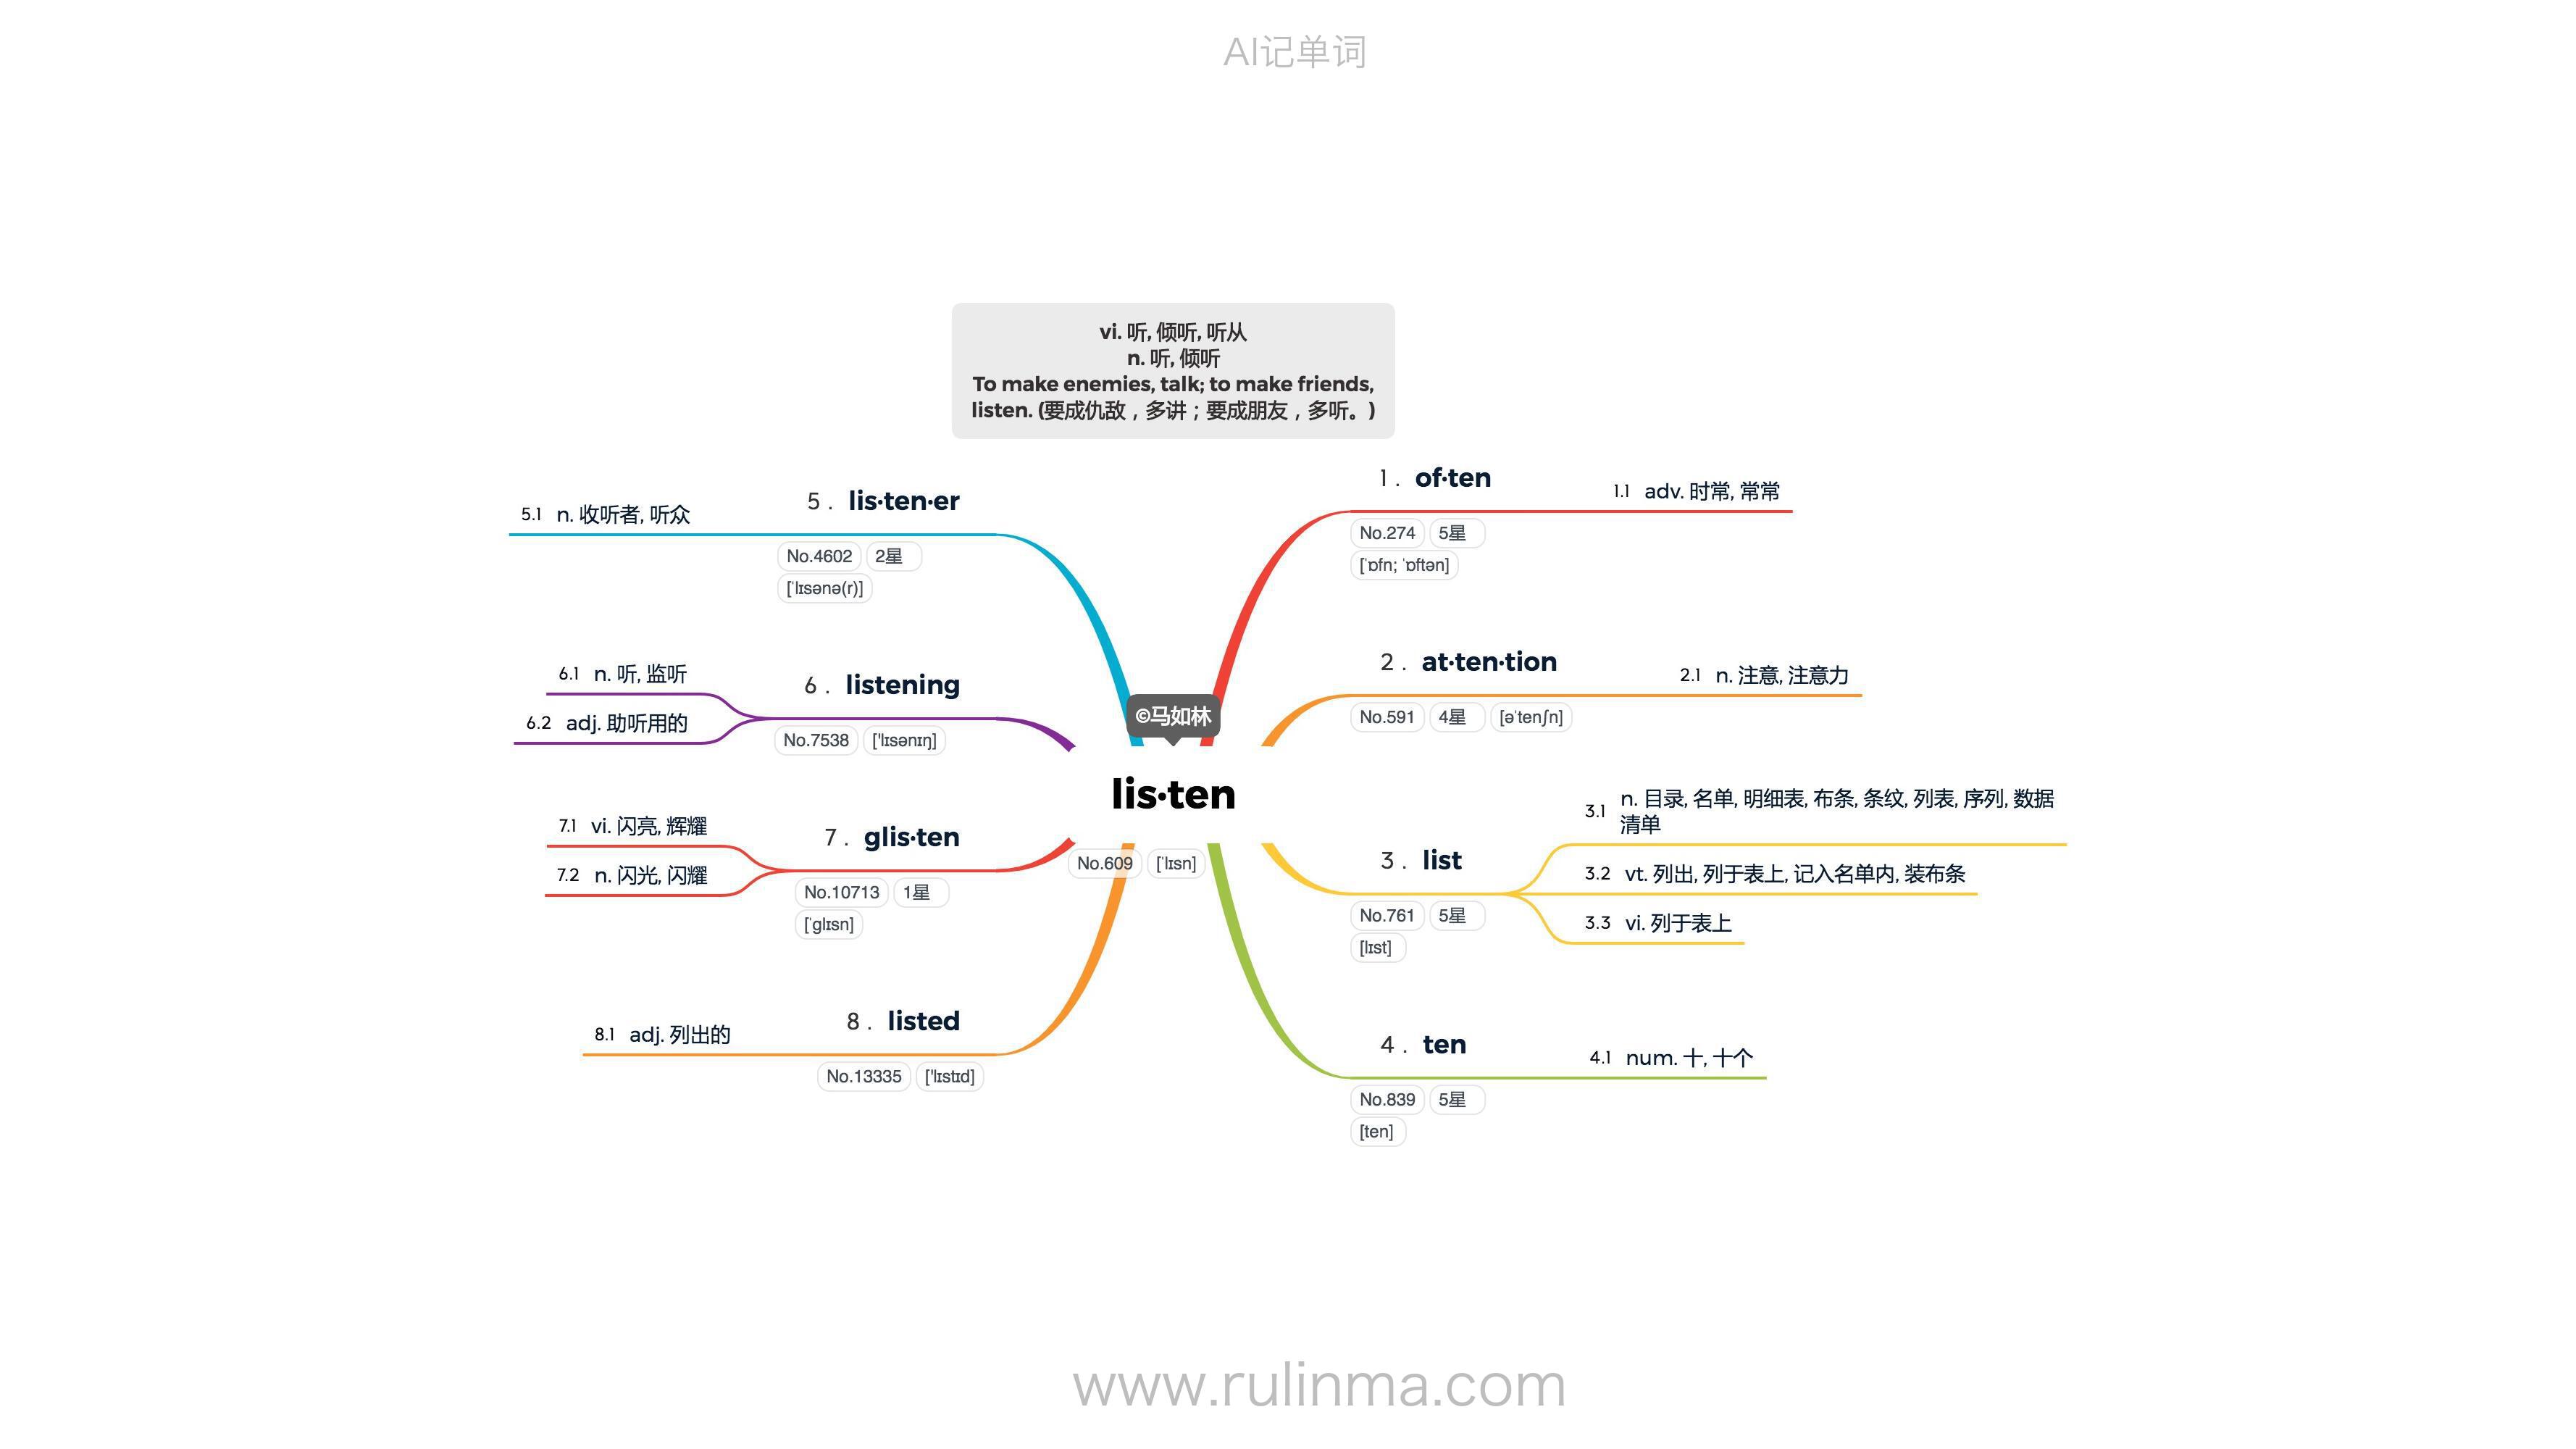 AI记单词
vi. 听, 倾听, 听从
n. 听, 倾听
To make enemies, talk; to make friends,
listen. (要成仇敌，多讲；要成朋友，多听。)
©马如林
lis·ten
No.609 [ˈlɪsn]
1 . of·ten
No.274 5星
[ˈɒfn; ˈɒftən]
1.1 adv. 时常, 常常
2 . at·ten·tion
No.591 4星 [əˈtenʃn]
2.1 n. 注意, 注意力
3 . list
No.761 5星
[lɪst]
3.1 n. 目录, 名单, 明细表, 布条, 条纹, 列表, 序列, 数据
清单
3.2 vt. 列出, 列于表上, 记入名单内, 装布条
3.3 vi. 列于表上
4 . ten
No.839 5星
[ten]
4.1 num. 十, 十个
5 . lis·ten·er
No.4602 2星
[ˈlɪsənə(r)]
5.1 n. 收听者, 听众
6 . listening
No.7538 ['lɪsənɪŋ]
6.1 n. 听, 监听
6.2 adj. 助听用的
7 . glis·ten
No.10713 1星
[ˈɡlɪsn]
7.1 vi. 闪亮, 辉耀
7.2 n. 闪光, 闪耀
8 . listed
No.13335 ['lɪstɪd]
8.1 adj. 列出的
www.rulinma.com